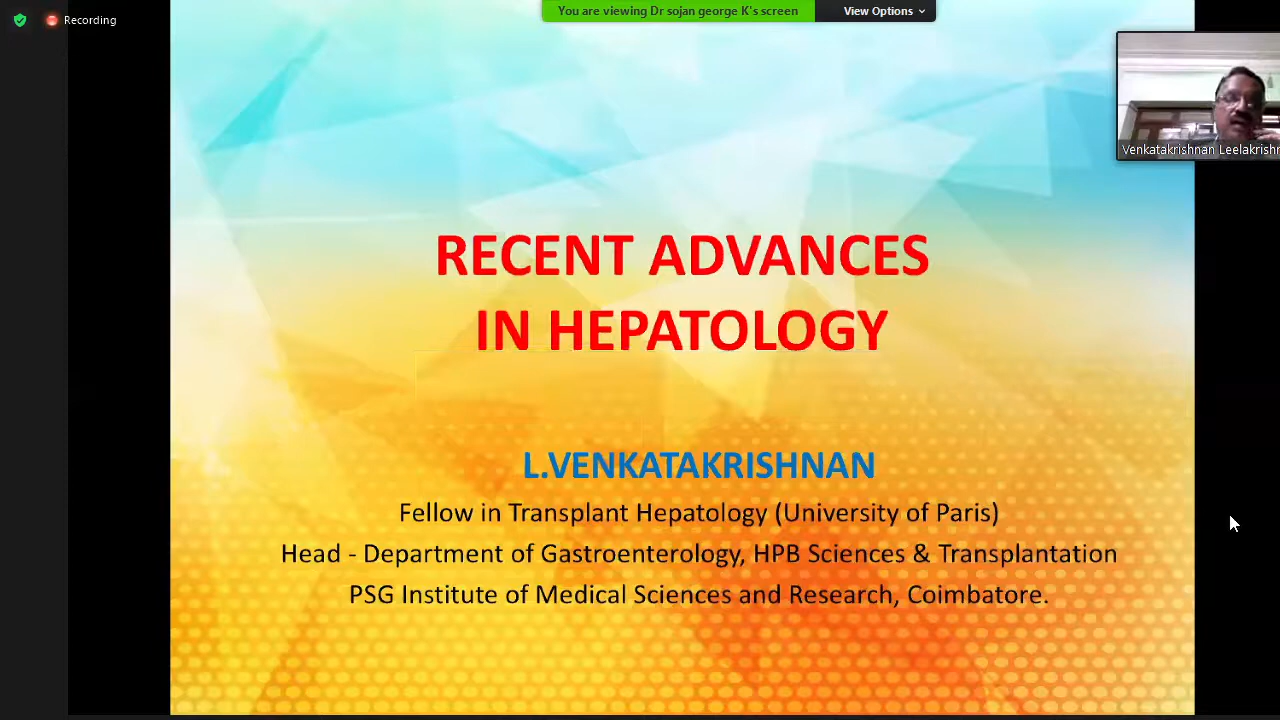 Recording
You are viewing Dr sojan george K's screen
View Options
Venkatakrishnan Leelakrishn
RECENT ADVANCES
IN HEPATOLOGY
L.VENKATAKRISHNAN
Fellow in Transplant Hepatology (University of Paris)
Head - Department of Gastroenterology, HPB Sciences & Transplantation
PSG Institute of Medical Sciences and Research, Coimbatore.